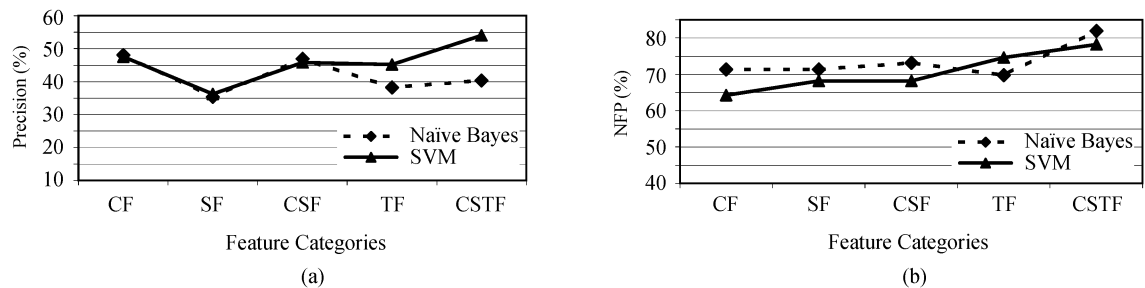 Precision (%)
60
50
40
30
20
10
Naïve Bayes
SVM
CF SF CSF TF CSTF
Feature Categories
(a)
NFP (%)
80
70
60
50
40
Naïve Bayes
SVM
CF SF CSF TF CSTF
Feature Categories
(b)